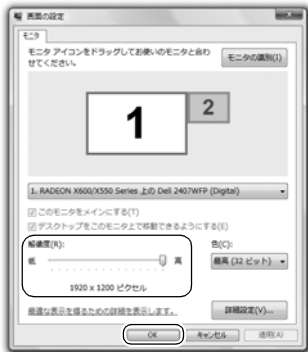 画面の設定
モニタ
モニタ アイコンをドラッグしてお使いのモニタと合わ
せてください。
モニタの識別(I)
1
2
1. RADEON X600/X550 Series 上の Dell 2407WFP (Digital)
このモニタをメインにする(T)
デスクトップをこのモニタ上で移動できるようにする(E)
解像度(R):
低
高
1920 x 1200 ピクセル
色(C):
最高 (32 ビット)
最適な表示を得るための詳細を表示します。
詳細設定(V)...
OK
キャンセル
適用(A)